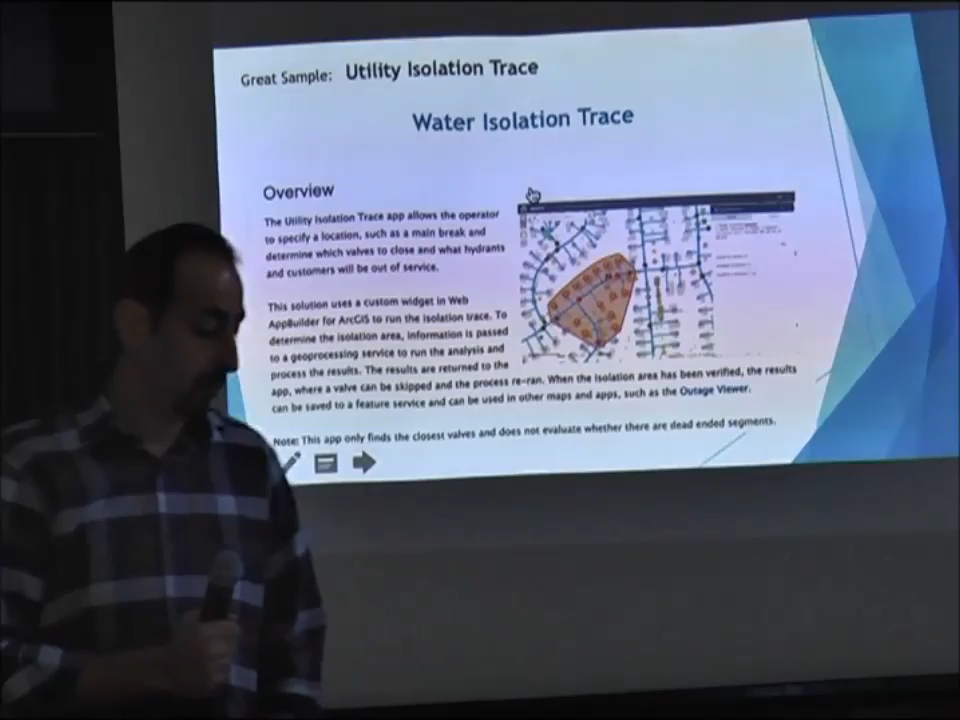 Great Sample: Utility Isolation Trace
Water Isolation Trace
Overview
The Utility Isolation Trace app allows the operator
to specify a location, such as a main break and
determine which valves to close and what hydrants
and customers will be out of service.
This solution uses a custom widget in Web
AppBuilder for ArcGIS to run the isolation trace. To
determine the isolation area, information is passed
to a geoprocessing service to run the analysis and
process the results. The results are returned to the
app, where a valve can be skipped and the process re-ran. When the isolation area has been verified, the results
can be saved to a feature service and can be used in other maps and apps, such as the Outage Viewer.
Note: This app only finds the closest valves and does not evaluate whether there are dead ended segments.